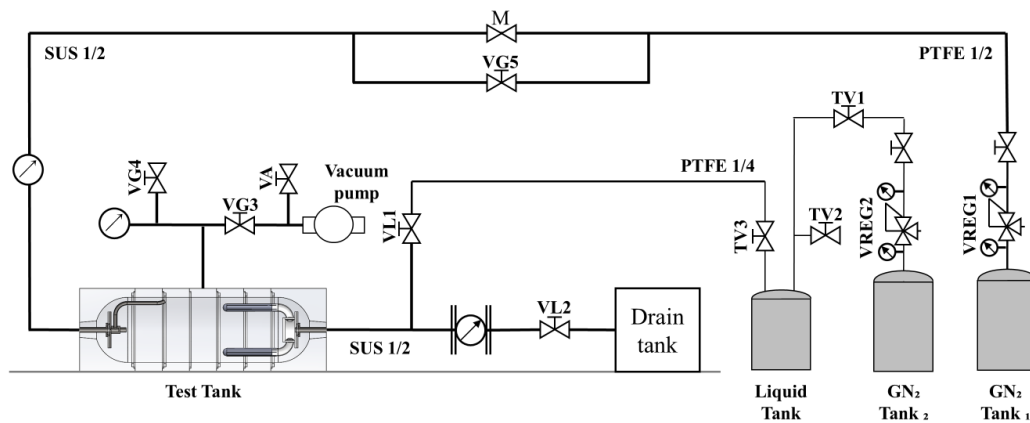 M
SUS 1/2
VG5
PTFE 1/2
TV1
VG4
VA
Vacuum
pump
VG3
PTFE 1/4
VL1
TV3
TV2
VREG2
VREG1
VL2
Drain
tank
SUS 1/2
Test Tank
Liquid
Tank
GN₂
Tank ₂
GN₂
Tank ₁